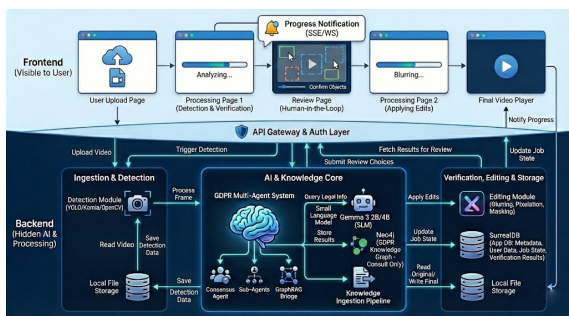 Progress Notification
(SSE/WS)
Frontend
(Visible to User)
Analyzing...
Confirm Objects
Blurring...
User Upload Page
Processing Page 1
(Detection & Verification)
Review Page
(Human-in-the-Loop)
Processing Page 2
(Applying Edits)
Final Video Player
Notify Progress
API Gateway & Auth Layer
Upload Video
Trigger Detection
Fetch Results for Review
Submit Review Choices
Update Job
State
Backend
(Hidden AI &
Processing)
Ingestion & Detection
Detection Module
(YOLO/Kornia/OpenCV)
Read Video
Save
Detection
Data
Local File
Storage
Process
Frame
Save
Detection
Data
AI & Knowledge Core
GDPR Multi-Agent System
Query Legal Info
Small
Language
Model
Store
Results
Gemma 3 2B/4B
(SLM)
Neo4j
(GDPR
Knowledge
Graph -
Consult Only)
Knowledge
Ingestion Pipeline
Consensus
Agent
Sub-Agents
GraphRAG
Bridge
Verification, Editing & Storage
Apply Edits
Editing Module
(Blurring, Pixelation,
Masking)
Update
Job State
SurrealDB
(App DB: Metadata,
User Data, Job State,
Verification Results)
Read
Original/
Write Final
Local File
Storage